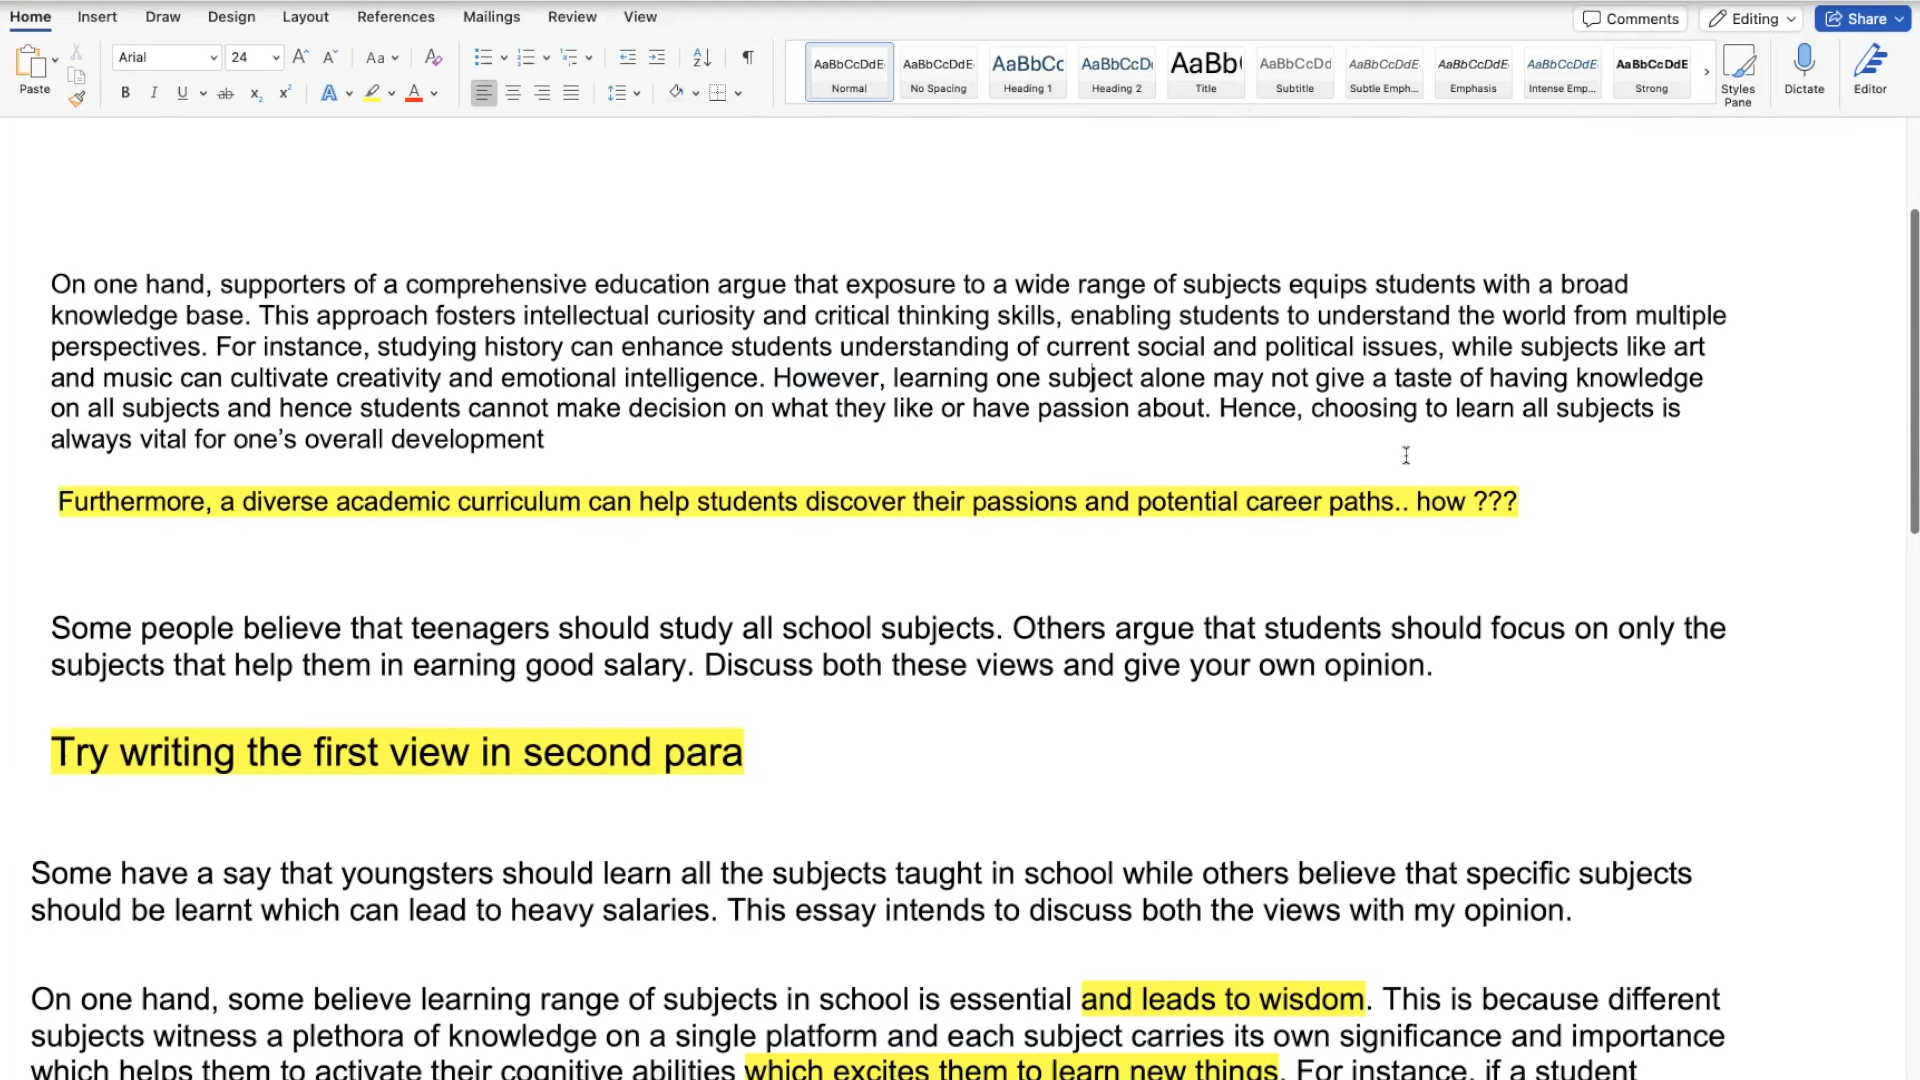 Home Insert Draw Design Layout References Mailings Review View Comments Editing Share
Paste Arial 24 Aa
AaBbCcDdE AaBbCcDdE AaBbCc AaBbCcD AaBb AaBbCcDd AaBbCcDdE AaBbCcDdE AaBbCcDdE AaBbCcDdE
Normal No Spacing Heading 1 Heading 2 Title Subtitle Subtle Emph... Emphasis Intense Emp... Strong Styles Pane Dictate Editor
On one hand, supporters of a comprehensive education argue that exposure to a wide range of subjects equips students with a broad
knowledge base. This approach fosters intellectual curiosity and critical thinking skills, enabling students to understand the world from multiple
perspectives. For instance, studying history can enhance students understanding of current social and political issues, while subjects like art
and music can cultivate creativity and emotional intelligence. However, learning one subject alone may not give a taste of having knowledge
on all subjects and hence students cannot make decision on what they like or have passion about. Hence, choosing to learn all subjects is
always vital for one's overall development
Furthermore, a diverse academic curriculum can help students discover their passions and potential career paths.. how ???
Some people believe that teenagers should study all school subjects. Others argue that students should focus on only the
subjects that help them in earning good salary. Discuss both these views and give your own opinion.
Try writing the first view in second para
Some have a say that youngsters should learn all the subjects taught in school while others believe that specific subjects
should be learnt which can lead to heavy salaries. This essay intends to discuss both the views with my opinion.
On one hand, some believe learning range of subjects in school is essential and leads to wisdom. This is because different
subjects witness a plethora of knowledge on a single platform and each subject carries its own significance and importance
which helps them to activate their cognitive abilities which excites them to learn new things. For instance, if a student